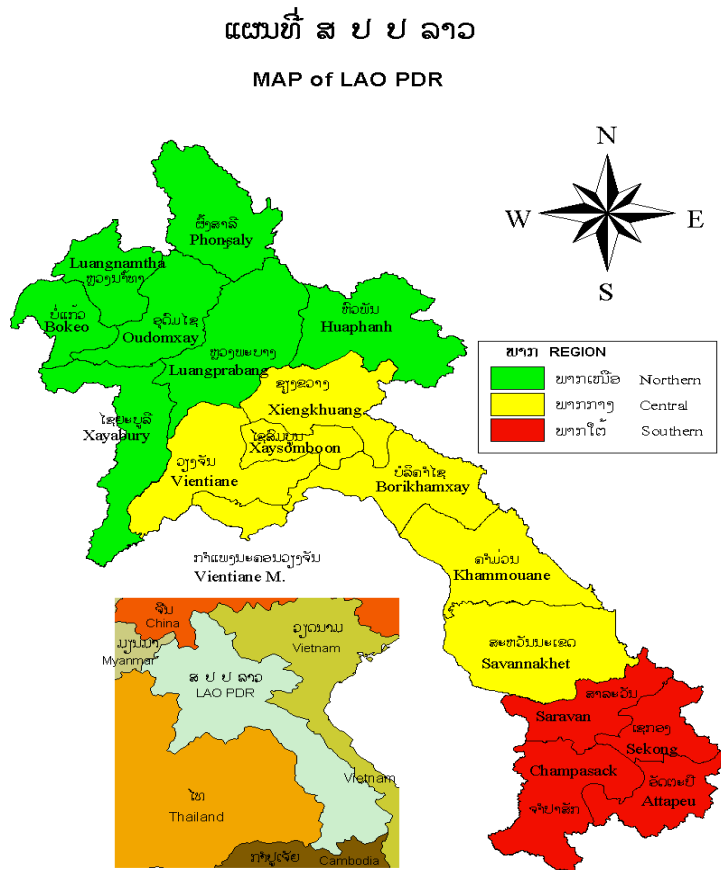 ແຜນທີ່ ສ ປ ປ ລາວ
MAP of LAO PDR
N
W
E
S
ຜົ້ງສາລີ
Phongsaly
Luangnamtha
ຫຼວງນ້ຳທາ
ບໍ່ແກ້ວ
Bokeo
ອຸດົມໄຊ
Oudomxay
ຫົວພັນ
Huaphanh
ຫຼວງພະບາງ
Luangprabang
ພາກ REGION
ພາກເໜືອ Northern
ພາກກາງ Central
ພາກໃຕ້ Southern
ຊຽງຂວາງ
Xiengkhuang
ໄຊຍະບູລີ
Xayabury
ໄຊສົມບູນ
Xaysomboon
ວຽງຈັນ
Vientiane
ບໍລິຄຳໄຊ
Borikhamxay
ກຳແພງນະຄອນວຽງຈັນ
Vientiane M.
ຄຳມ່ວນ
Khammouane
ສະຫວັນນະເຂດ
Savannakhet
ສາລະວັນ
Saravan
ເຊກອງ
Sekong
Champasack
ຈຳປາສັກ
ອັດຕະປື
Attapeu
ຈີນ
China
ວຽດນາມ
Vietnam
ມຽນມາ
Myanmar
ສ ປ ປ ລາວ
LAO PDR
Vietnam
ໄທ
Thailand
ກຳປູເຈຍ Cambodia